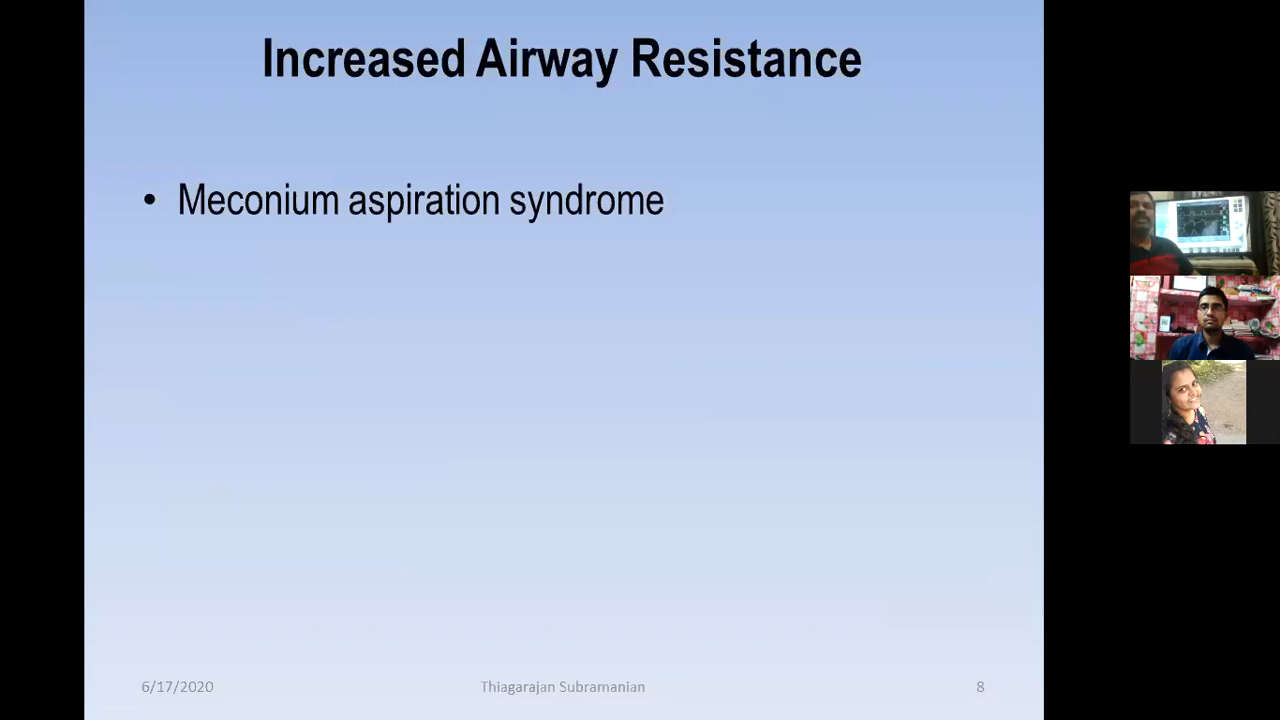 Increased Airway Resistance
• Meconium aspiration syndrome
6/17/2020
Thiagarajan Subramanian
8